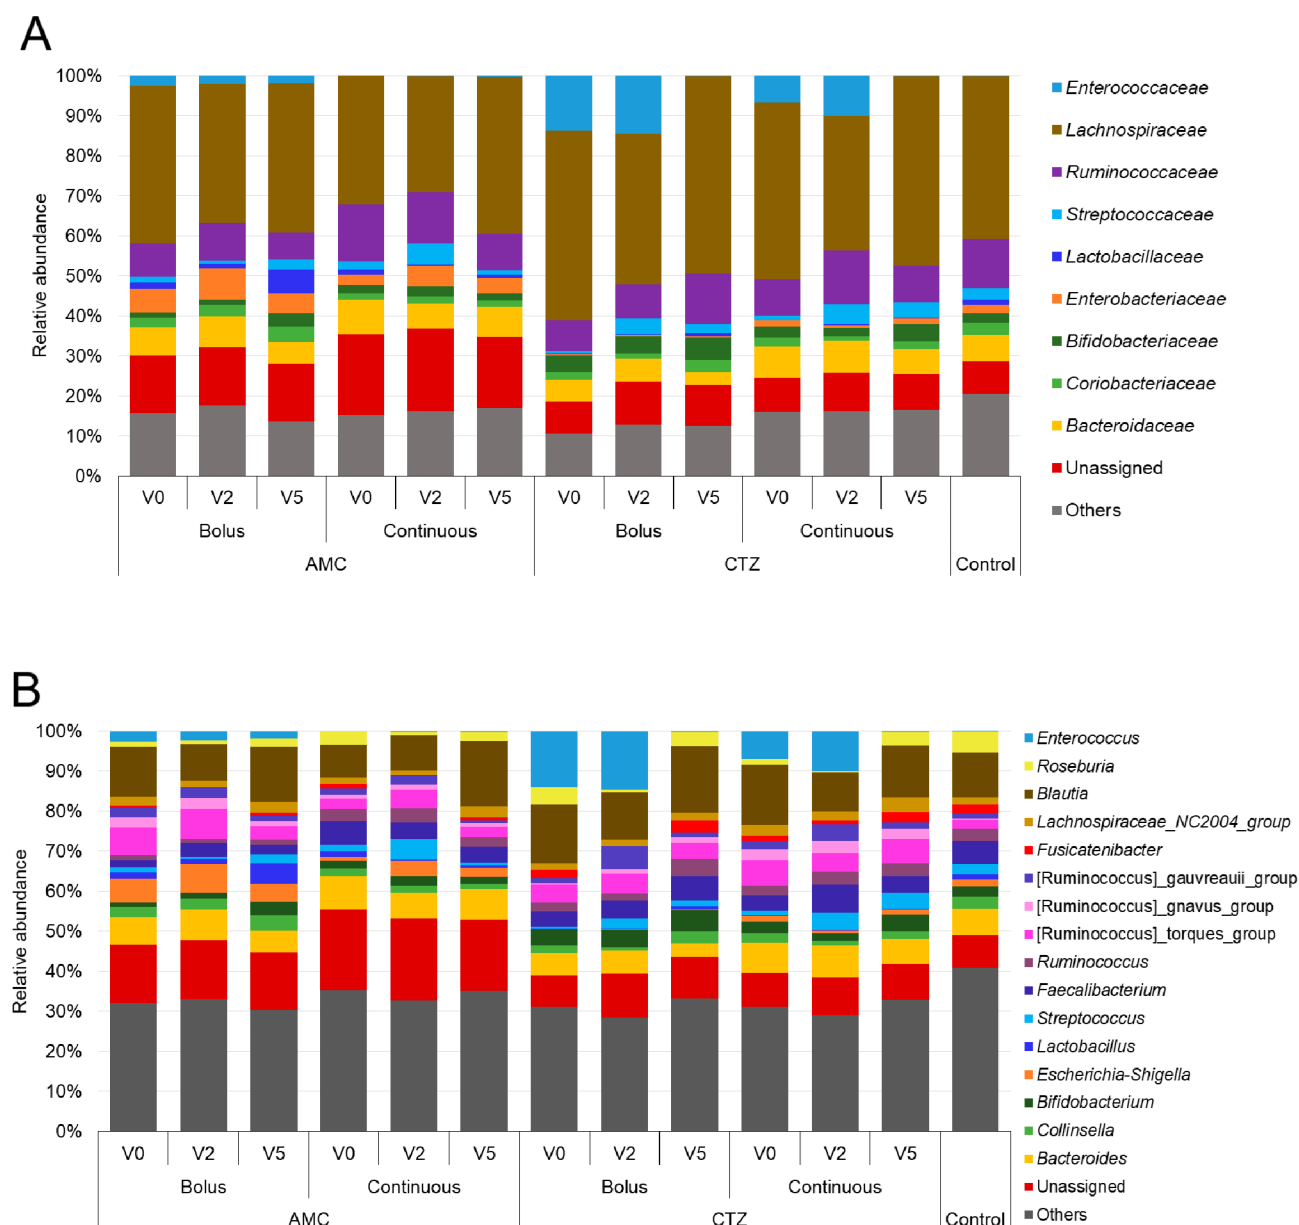 A
100%
90%
80%
70%
60%
50%
40%
30%
20%
10%
0%
Relative abundance
V0 V2 V5 V0 V2 V5 V0 V2 V5 V0 V2 V5
Bolus Continuous Bolus Continuous
AMC CTZ Control
Enterococcaceae
Lachnospiraceae
Ruminococcaceae
Streptococcaceae
Lactobacillaceae
Enterobacteriaceae
Bifidobacteriaceae
Coriobacteriaceae
Bacteroidaceae
Unassigned
Others
B
100%
90%
80%
70%
60%
50%
40%
30%
20%
10%
0%
Relative abundance
V0 V2 V5 V0 V2 V5 V0 V2 V5 V0 V2 V5
Bolus Continuous Bolus Continuous
AMC CTZ Control
Enterococcus
Roseburia
Blautia
Lachnospiraceae_NC2004_group
Fusicatenibacter
[Ruminococcus]_gauvreauii_group
[Ruminococcus]_gnavus_group
[Ruminococcus]_torques_group
Ruminococcus
Faecalibacterium
Streptococcus
Lactobacillus
Escherichia-Shigella
Bifidobacterium
Collinsella
Bacteroides
Unassigned
Others